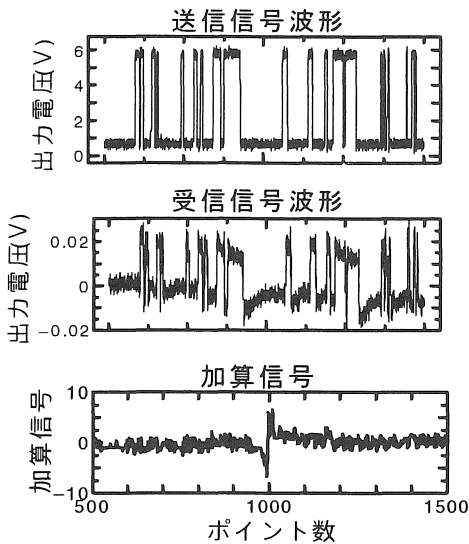 送信信号波形
出力電圧(V)
6
4
2
0
受信信号波形
出力電圧(V)
0.02
0
-0.02
加算信号
加算信号
10
0
-10
500
1000
1500
ポイント数